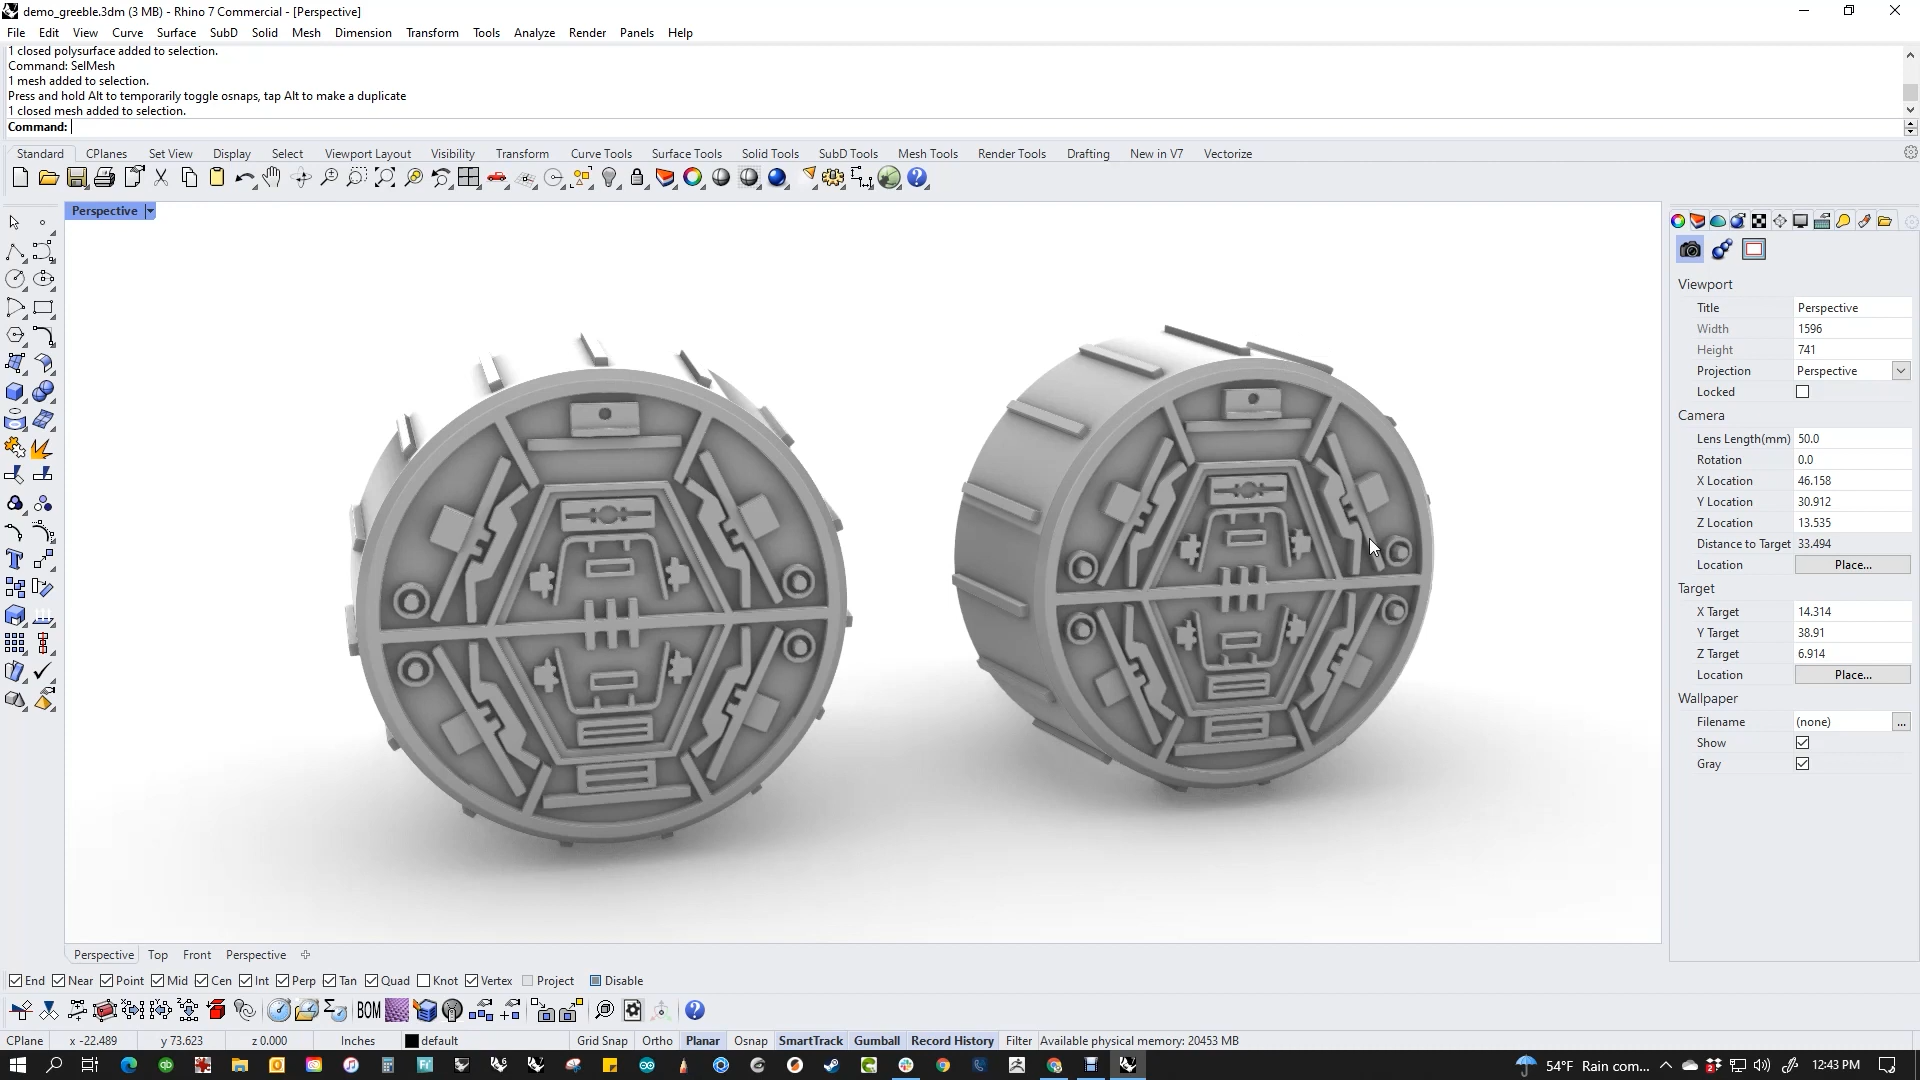 demo_greeble.3dm (3 MB) - Rhino 7 Commercial - [Perspective]
File Edit View Curve Surface SubD Solid Mesh Dimension Transform Tools Analyze Render Panels Help
1 closed polysurface added to selection.
Command: SelMesh
1 mesh added to selection.
Press and hold Alt to temporarily toggle osnaps, tap Alt to make a duplicate
1 closed mesh added to selection.
Command:
Standard CPlanes Set View Display Select Viewport Layout Visibility Transform Curve Tools Surface Tools Solid Tools SubD Tools Mesh Tools Render Tools Drafting New in V7 Vectorize
Perspective
Viewport
Title Perspective
Width 1596
Height 741
Projection Perspective
Locked
Camera
Lens Length(mm) 50.0
Rotation 0.0
X Location 46.158
Y Location 30.912
Z Location 13.535
Distance to Target 33.494
Location Place...
Target
X Target 14.314
Y Target 38.91
Z Target 6.914
Location Place...
Wallpaper
Filename (none) ...
Show
Gray
Perspective Top Front Perspective
End Near Point Mid Cen Int Perp Tan Quad Knot Vertex Project Disable
BOM
CPlane x -22.489 y 73.623 z 0.000 Inches default Grid Snap Ortho Planar Osnap SmartTrack Gumball Record History Filter Available physical memory: 20453 MB
54°F Rain com... 12:43 PM